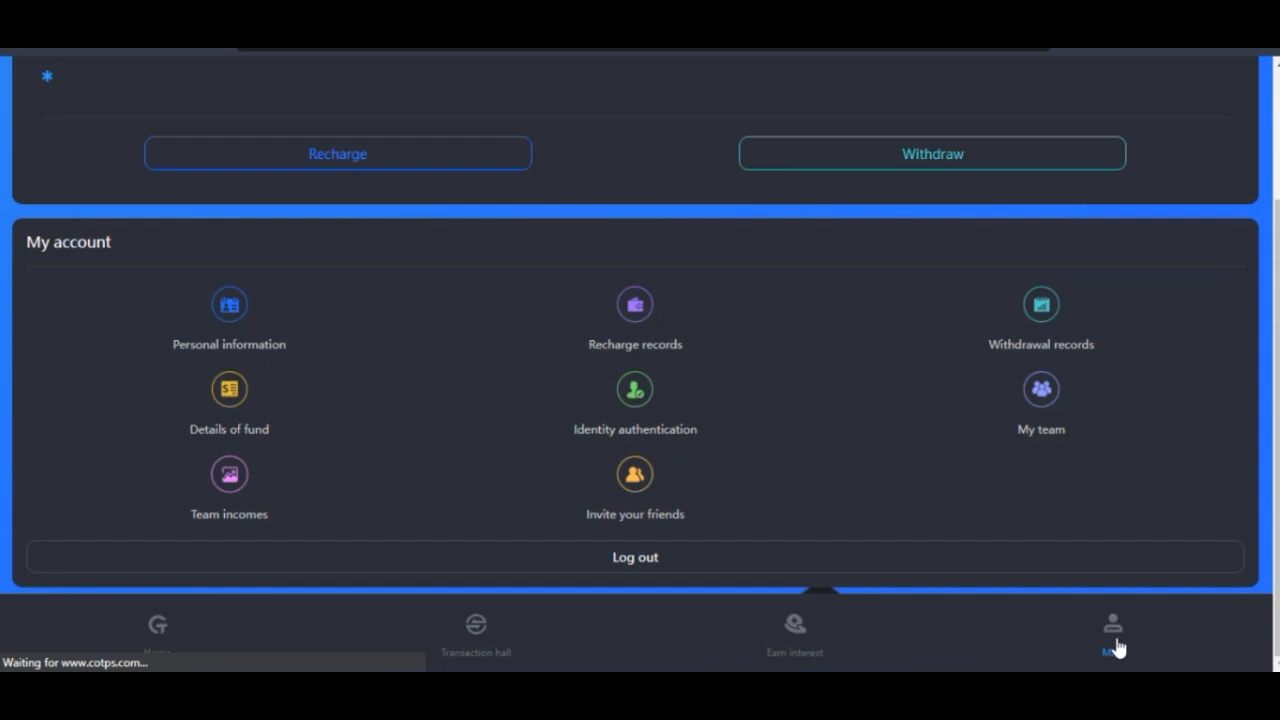 Recharge
Withdraw
My account
Personal information
Recharge records
Withdrawal records
Details of fund
Identity authentication
My team
Team incomes
Invite your friends
Log out
Transaction hall
Earn interest
Waiting for www.cotps.com...